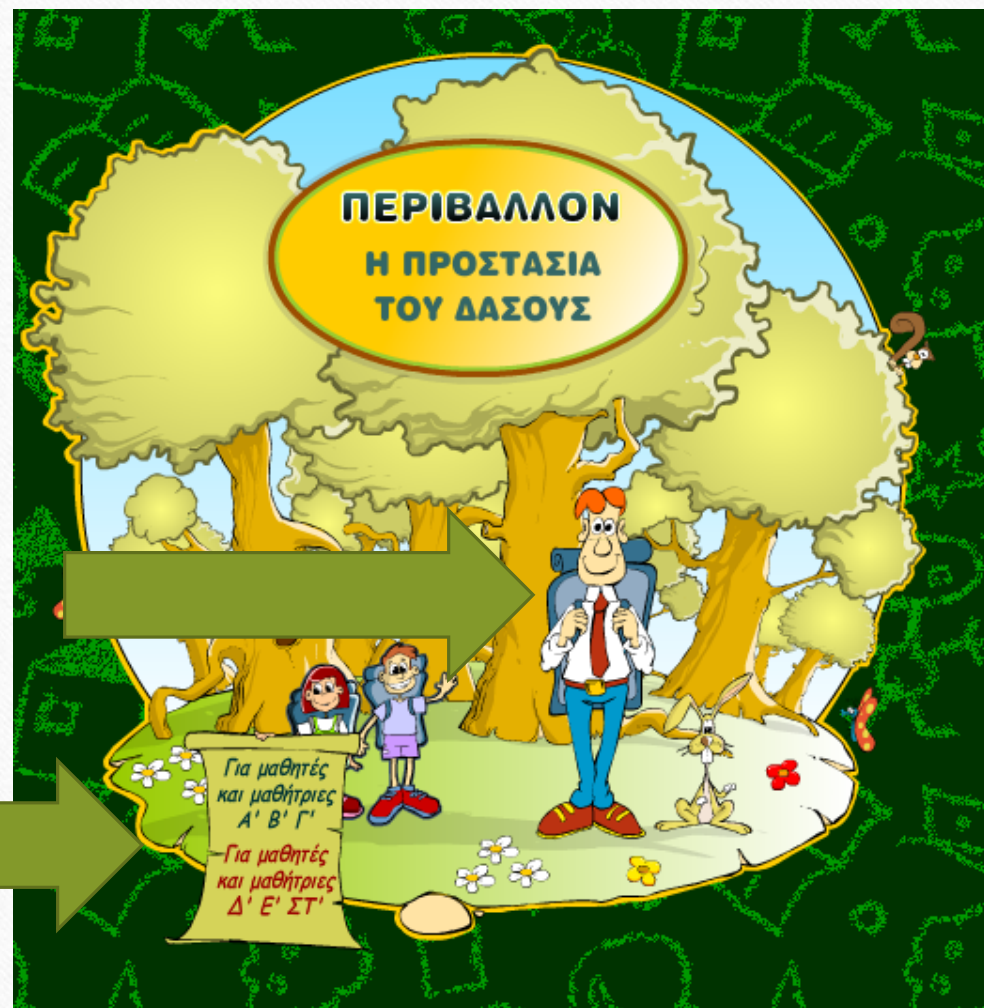 ΠΕΡΙΒΑΛΛΟΝ
Η ΠΡΟΣΤΑΣΙΑ
ΤΟΥ ΔΑΣΟΥΣ
Για μαθητές
και μαθήτριες
Α' Β' Γ'
Για μαθητές
και μαθήτριες
Δ' Ε' ΣΤ'